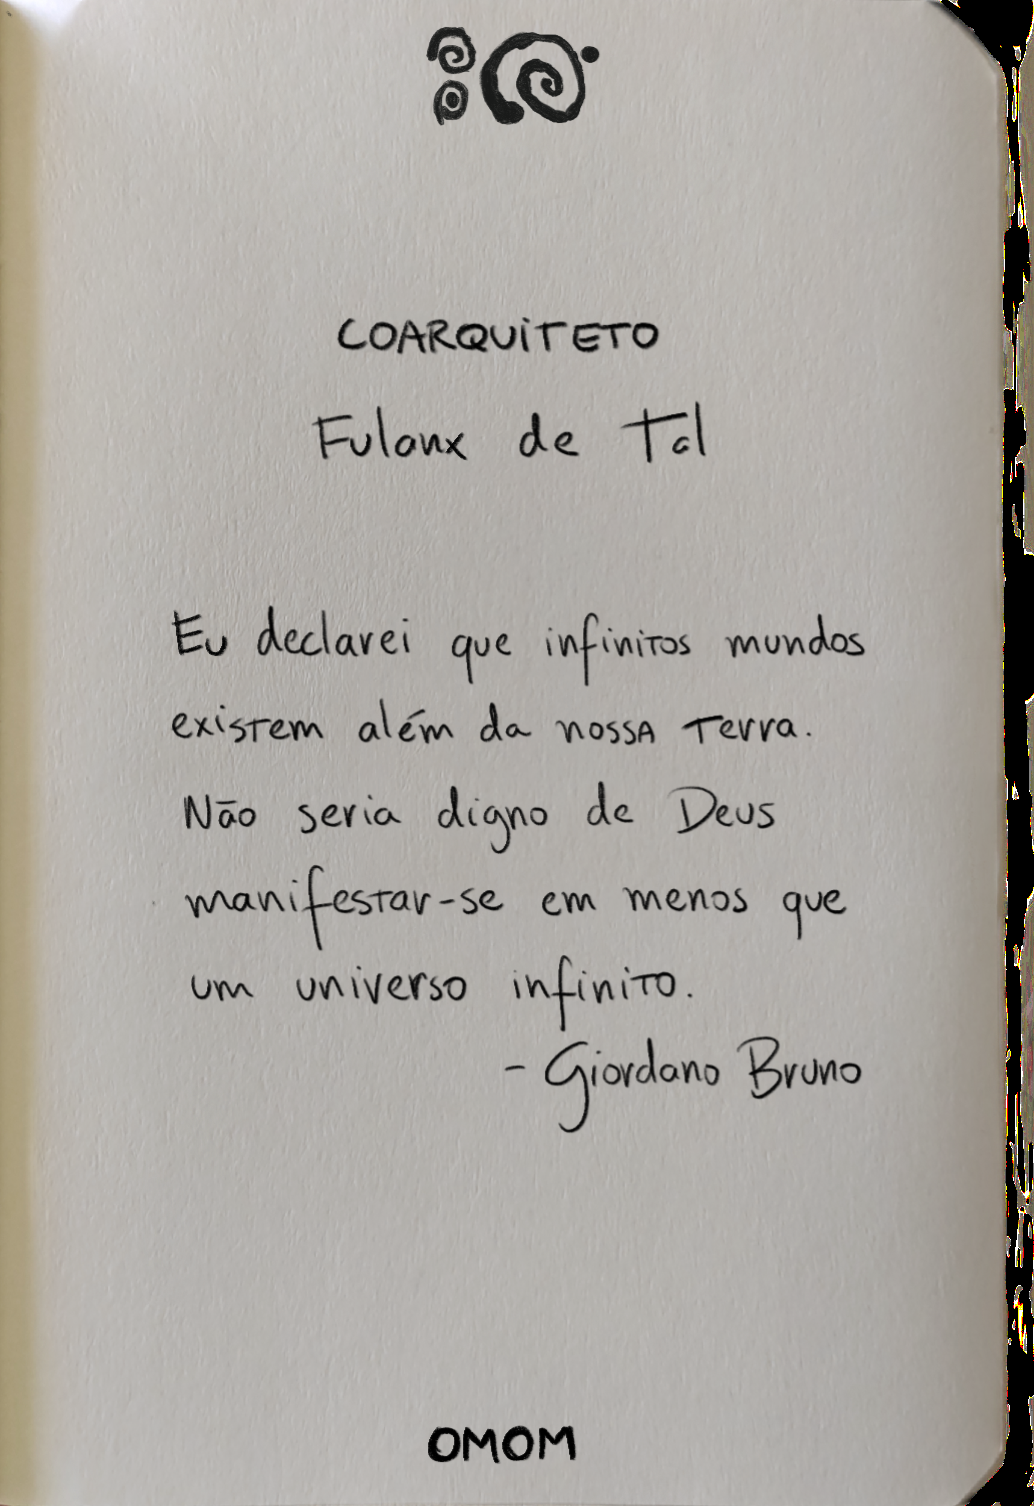 COARQUITETO
Fulanx de Tal
Eu declarei que infinitos mundos
existem além da nossa Terra.
Não seria digno de Deus
manifestar-se em menos que
um universo infinito.
- Giordano Bruno
OMOM